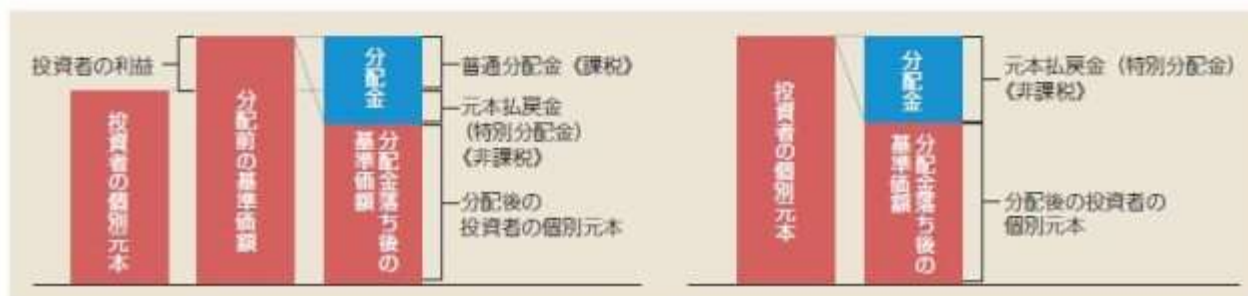 投資者の利益
投資者の個別元本
分配前の基準価額
分配金
分配金落ち後の
基準価額
普通分配金《課税》
元本払戻金
(特別分配金)
《非課税》
分配後の
投資者の個別元本
投資者の個別元本
分配金
分配金落ち後の
基準価額
元本払戻金(特別分配金)
《非課税》
分配後の投資者の
個別元本